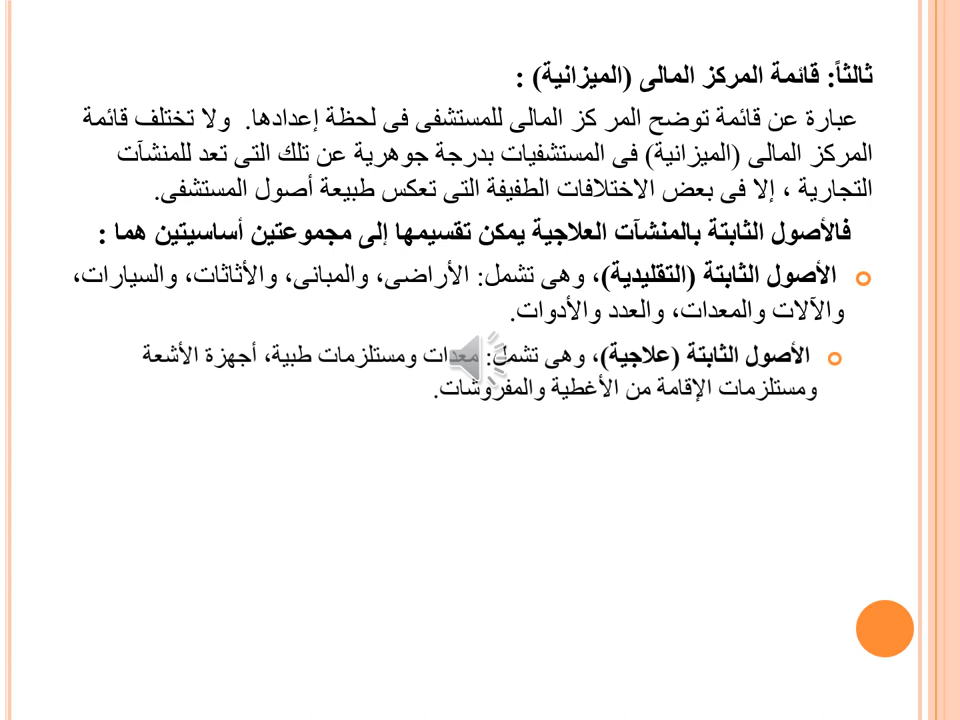 ثالثاً: قائمة المركز المالى (الميزانية) :
عبارة عن قائمة توضح المر كز المالى للمستشفى فى لحظة إعدادها. ولا تختلف قائمة
المركز المالى (الميزانية) فى المستشفيات بدرجة جوهرية عن تلك التى تعد للمنشآت
التجارية ، إلا فى بعض الاختلافات الطفيفة التى تعكس طبيعة أصول المستشفى.
فالأصول الثابتة بالمنشآت العلاجية يمكن تقسيمها إلى مجموعتين أساسيتين هما :
الأصول الثابتة (التقليدية)، وهى تشمل: الأراضى، والمبانى، والأثاثات، والسيارات،
والآلات والمعدات، والعدد والأدوات.
الأصول الثابتة (علاجية)، وهى تشمل: معدات ومستلزمات طبية، أجهزة الأشعة
ومستلزمات الإقامة من الأغطية والمفروشات.